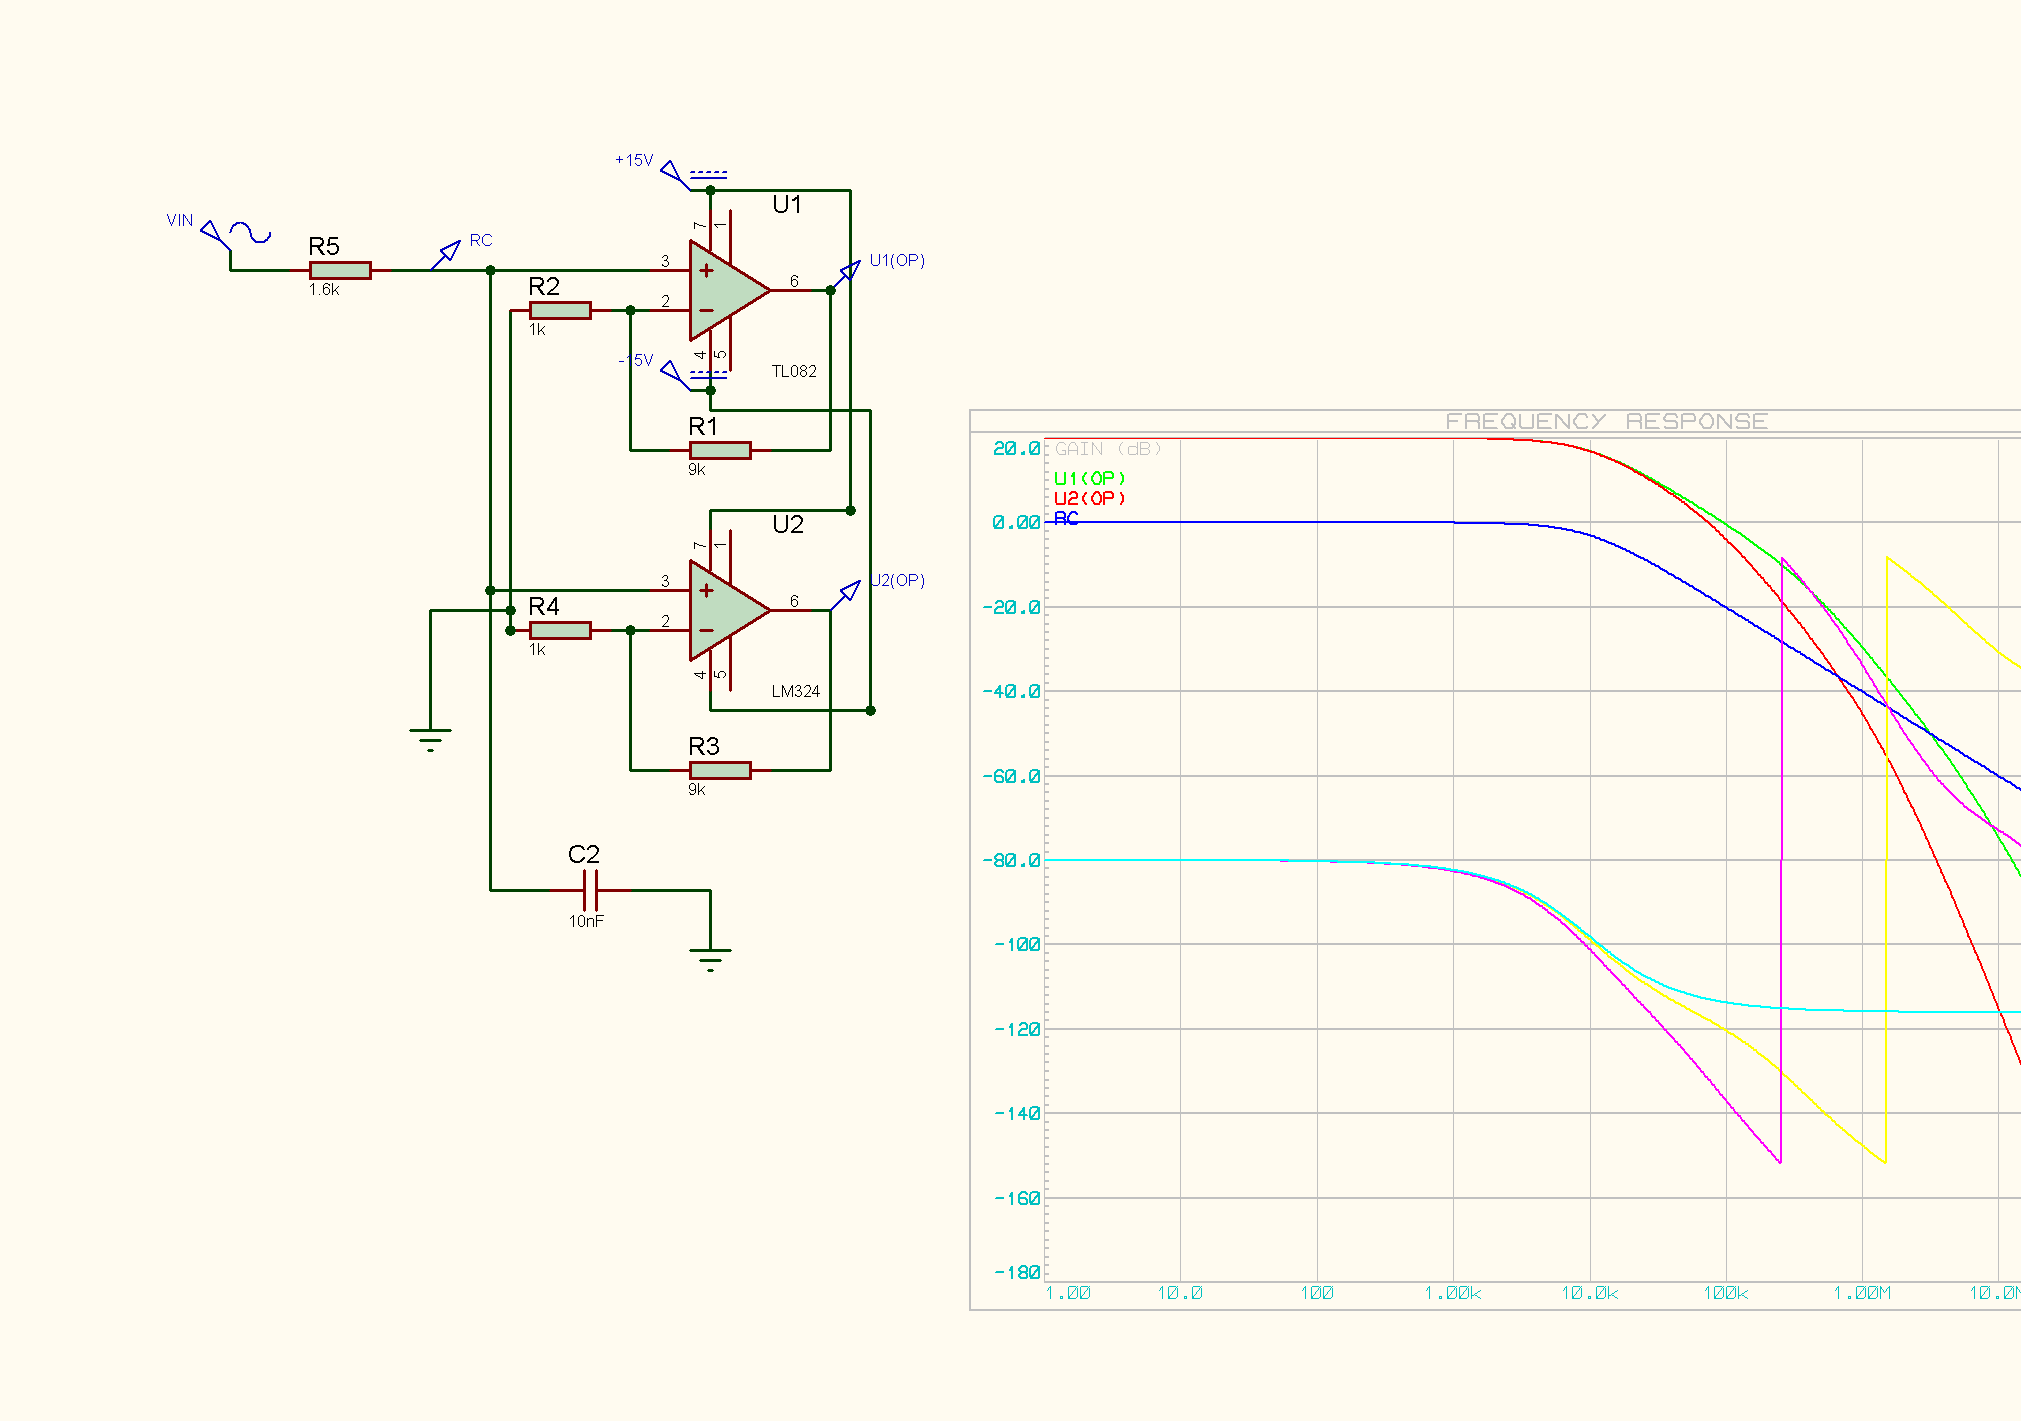 +15V
U1
VIN
7
1
R5
RC
3
6
U1(OP)
1.6k
R2
2
1k
4
5
-15V
TL082
R1
9k
U2
7
1
3
6
U2(OP)
R4
2
1k
4
5
LM324
R3
9k
C2
10nF
FREQUENCY RESPONSE
20.0
GAIN (dB)
U1(OP)
U2(OP)
0.00
RC
-20.0
-40.0
-60.0
-80.0
-100
-120
-140
-160
-180
1.00
10.0
100
1.00k
10.0k
100k
1.00M
10.0M